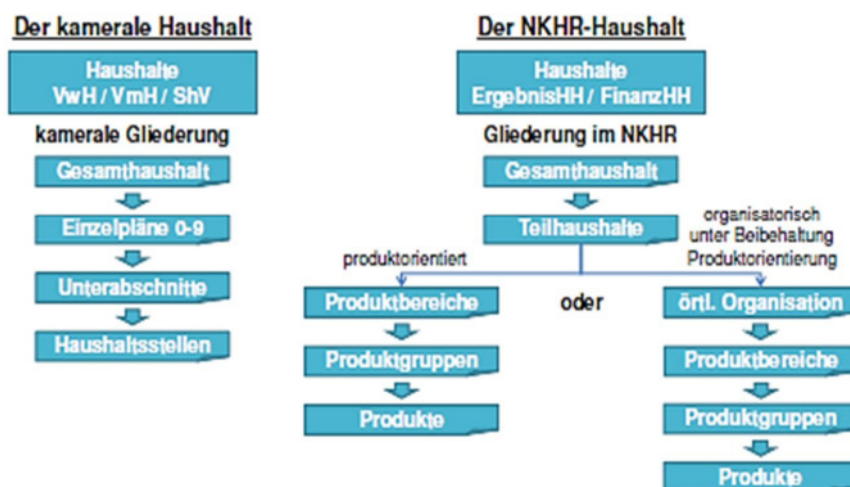 Der kamerale Haushalt
Haushalte
VwH / VmH / ShV
kamerale Gliederung
Gesamthaushalt
Einzelpläne 0-9
Unterabschnitte
Haushaltsstellen
Der NKHR-Haushalt
Haushalte
ErgebnisHH / FinanzHH
Gliederung im NKHR
Gesamthaushalt
Teilhaushalte
organisatorisch
unter Beibehaltung
Produktorientierung
produktorientiert
Produktbereiche
oder
örtl. Organisation
Produktgruppen
Produktbereiche
Produkte
Produktgruppen
Produkte